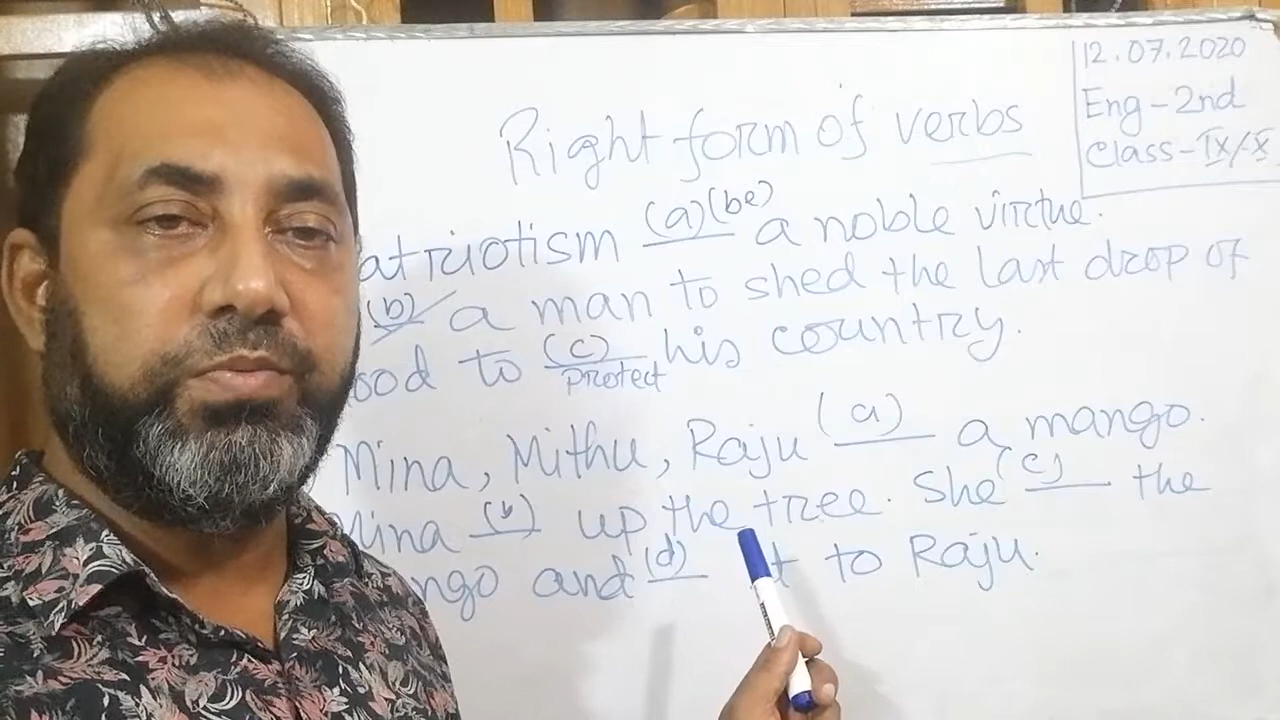 12.07.2020
Eng-2nd
Class-IX/X
Right form of verbs
atriotism (a)(be) a noble virtue.
(b) a man to shed the last drop of
ood to (c) his country.
protect
Mina, Mithu, Raju (a) a mango.
Mina (b) up the tree. She (c) the
ngo and (d) it to Raju.